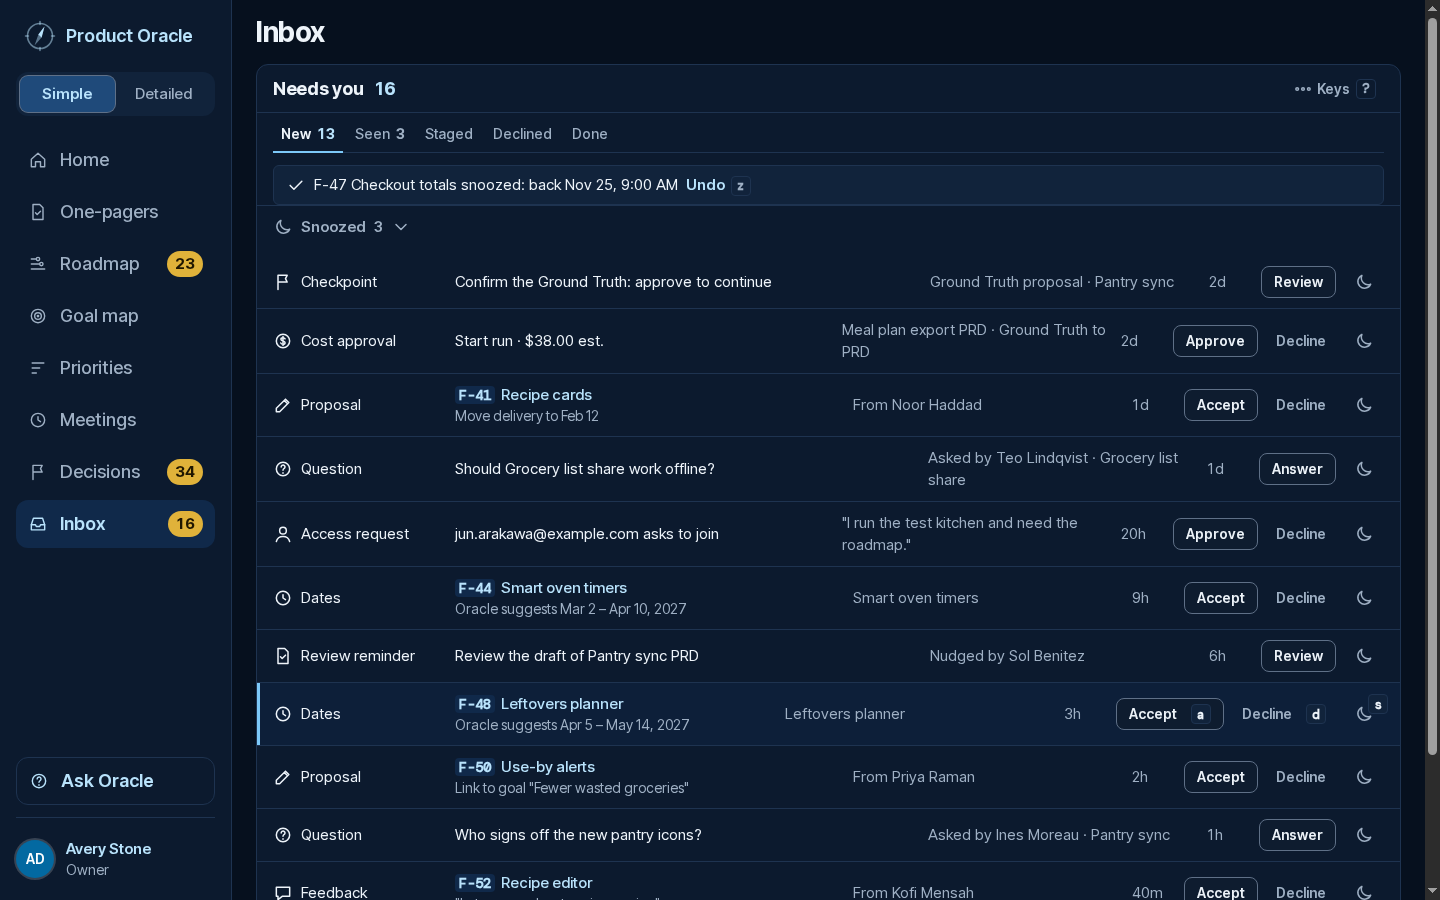 Product Oracle
Simple
Detailed
Home
One-pagers
Roadmap 23
Goal map
Priorities
Meetings
Decisions 34
Inbox 16
Ask Oracle
AD
Avery Stone
Owner
Inbox
Needs you 16
Keys ?
New 13
Seen 3
Staged
Declined
Done
F-47 Checkout totals snoozed: back Nov 25, 9:00 AM Undo z
Snoozed 3
Checkpoint
Confirm the Ground Truth: approve to continue
Ground Truth proposal · Pantry sync
2d
Review
Cost approval
Start run · $38.00 est.
Meal plan export PRD · Ground Truth to
PRD
2d
Approve
Decline
Proposal
F-41 Recipe cards
Move delivery to Feb 12
From Noor Haddad
1d
Accept
Decline
Question
Should Grocery list share work offline?
Asked by Teo Lindqvist · Grocery list
share
1d
Answer
Access request
jun.arakawa@example.com asks to join
"I run the test kitchen and need the
roadmap."
20h
Approve
Decline
Dates
F-44 Smart oven timers
Oracle suggests Mar 2 – Apr 10, 2027
Smart oven timers
9h
Accept
Decline
Review reminder
Review the draft of Pantry sync PRD
Nudged by Sol Benitez
6h
Review
Dates
F-48 Leftovers planner
Oracle suggests Apr 5 – May 14, 2027
Leftovers planner
3h
Accept a
Decline d
s
Proposal
F-50 Use-by alerts
Link to goal "Fewer wasted groceries"
From Priya Raman
2h
Accept
Decline
Question
Who signs off the new pantry icons?
Asked by Ines Moreau · Pantry sync
1h
Answer
Feedback
F-52 Recipe editor
From Kofi Mensah
40m
Accept
Decline